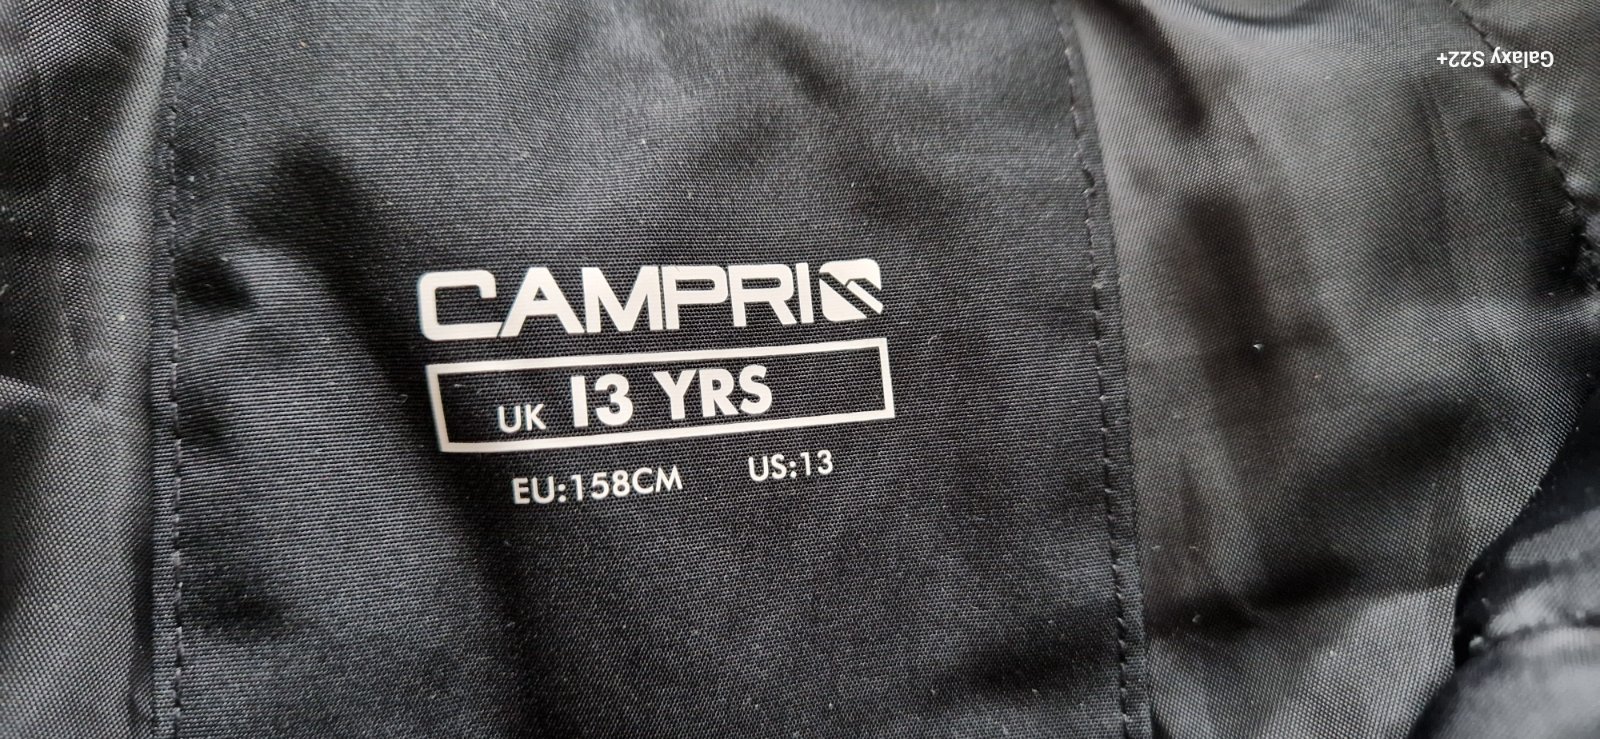 Galaxy S22+
CAMPRI
UK 13 YRS
EU:158CM US:13